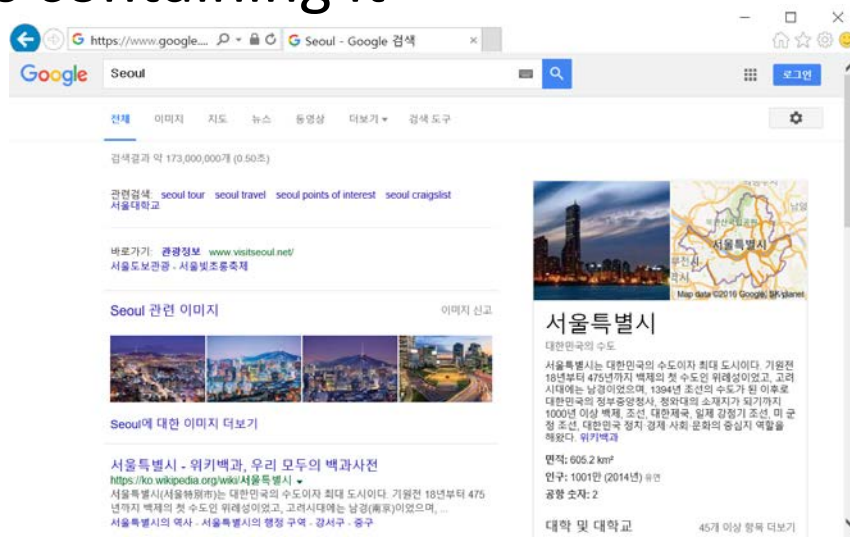 containing it
https://www.google....
Seoul - Google 검색
Google
Seoul
로그인
전체 이미지 지도 뉴스 동영상 더보기 검색 도구
검색결과 약 173,000,000개 (0.50초)
관련검색: seoul tour seoul travel seoul points of interest seoul craigslist
서울대학교
바로가기: 관광정보 www.visitseoul.net/
서울도보관광 - 서울빛초롱축제
Seoul 관련 이미지 이미지 신고
Seoul에 대한 이미지 더보기
서울특별시 - 위키백과, 우리 모두의 백과사전
https://ko.wikipedia.org/wiki/서울특별시
서울특별시(서울特別市)는 대한민국의 수도이자 최대 도시이다. 기원전 18년부터 475
년까지 백제의 첫 수도인 위례성이었고, 고려시대에는 남경(南京)이었으며, ...
서울특별시의 역사 - 서울특별시의 행정 구역 - 강서구 - 중구
서울특별시
Map data ©2016 Google, SK planet
서울특별시
대한민국의 수도
서울특별시는 대한민국의 수도이자 최대 도시이다. 기원전
18년부터 475년까지 백제의 첫 수도인 위례성이었고, 고려
시대에는 남경이었으며, 1394년 조선의 수도가 된 이후로
대한민국의 정부중앙청사, 청와대의 소재지가 되기까지
1000년 이상 백제, 조선, 대한제국, 일제 강점기 조선, 미 군
정 조선, 대한민국 정치·경제·사회·문화의 중심지 역할을
해왔다. 위키백과
면적: 605.2 km²
인구: 1001만 (2014년) 유엔
공항 숫자: 2
대학 및 대학교 45개 이상 항목 더보기